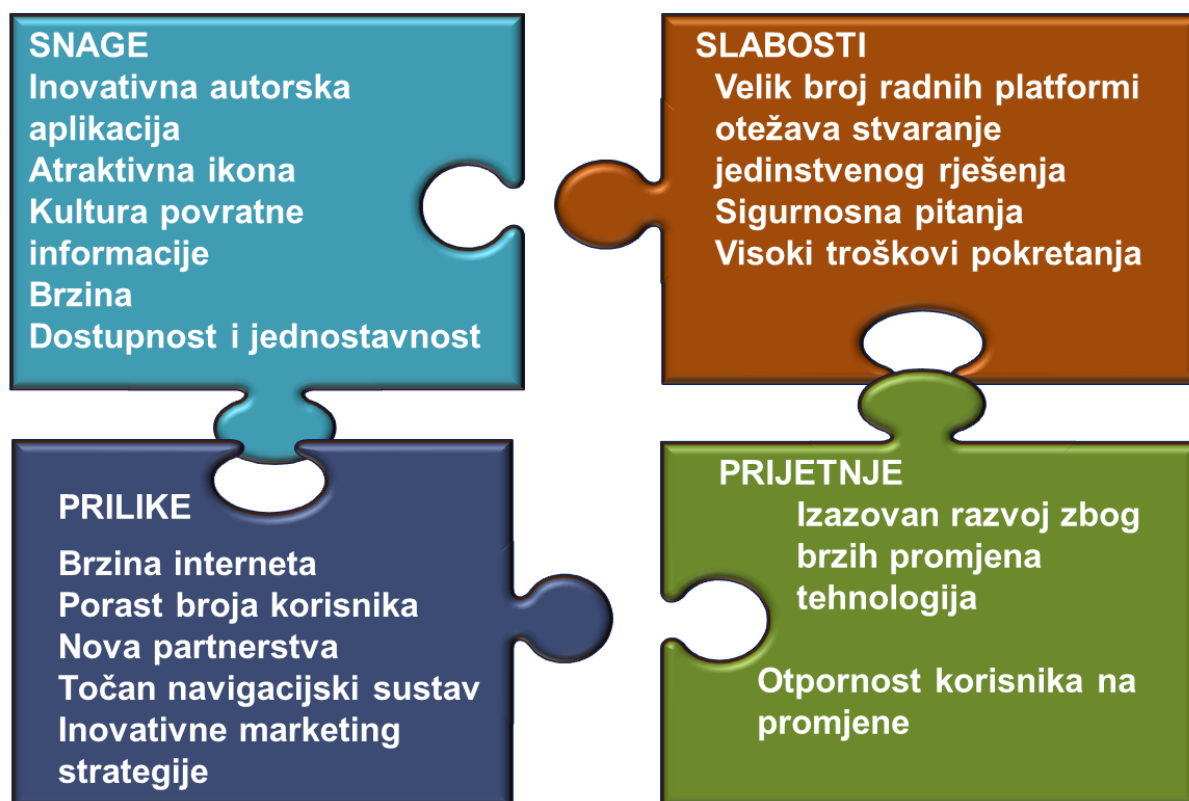 SNAGE
Inovativna autorska
aplikacija
Atraktivna ikona
Kultura povratne
informacije
Brzina
Dostupnost i jednostavnost
SLABOSTI
Velik broj radnih platformi
otežava stvaranje
jedinstvenog rješenja
Sigurnosna pitanja
Visoki troškovi pokretanja
PRILIKE
Brzina interneta
Porast broja korisnika
Nova partnerstva
Točan navigacijski sustav
Inovativne marketing
strategije
PRIJETNJE
Izazovan razvoj zbog
brzih promjena
tehnologija
Otpornost korisnika na
promjene